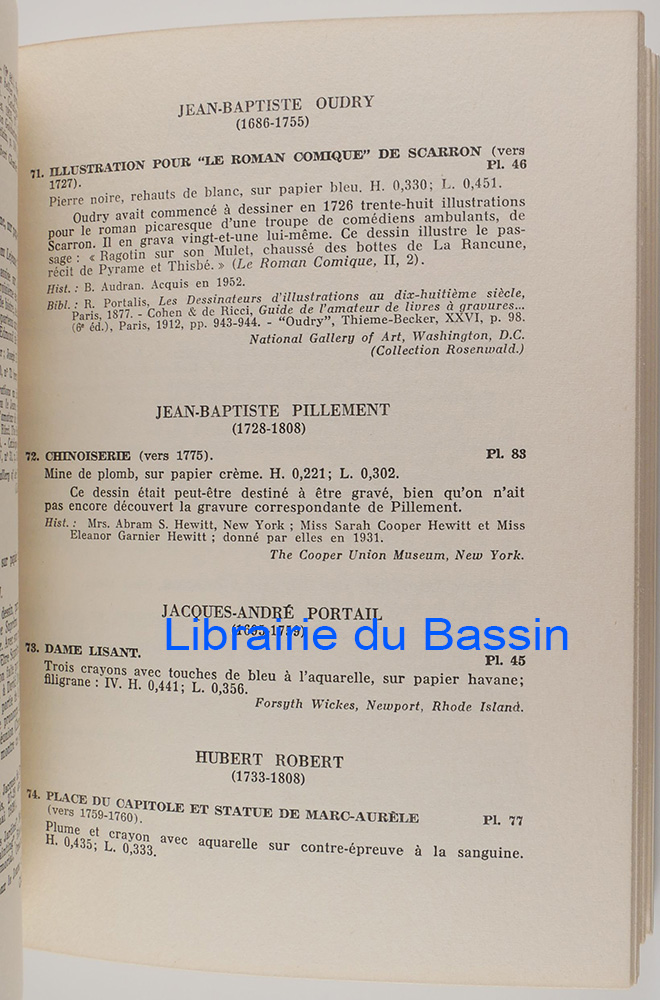 JEAN-BAPTISTE OUDRY
(1686-1755)
71. ILLUSTRATION POUR "LE ROMAN COMIQUE" DE SCARRON (vers
1727). Pl. 46
Pierre noire, rehauts de blanc, sur papier bleu. H. 0,330; L. 0,451.
Oudry avait commencé à dessiner en 1726 trente-huit illustrations
pour le roman picaresque d'une troupe de comédiens ambulants, de
Scarron. Il en grava vingt-et-une lui-même. Ce dessin illustre le pas-
sage : « Ragotin sur son Mulet, chaussé des bottes de La Rancune,
récit de Pyrame et Thisbé. » (Le Roman Comique, II, 2).
Hist. : B. Audran. Acquis en 1952.
Bibl. : R. Portalis, Les Dessinateurs d'illustrations au dix-huitième siècle,
Paris, 1877. - Cohen & de Ricci, Guide de l'amateur de livres à gravures...
(6e éd.), Paris, 1912, pp. 943-944. - "Oudry", Thieme-Becker, XXVI, p. 98.
National Gallery of Art, Washington, D.C.
(Collection Rosenwald.)
JEAN-BAPTISTE PILLEMENT
(1728-1808)
72. CHINOISERIE (vers 1775). Pl. 83
Mine de plomb, sur papier crème. H. 0,221; L. 0,302.
Ce dessin était peut-être destiné à être gravé, bien qu'on n'ait
pas encore découvert la gravure correspondante de Pillement.
Hist. : Mrs. Abram S. Hewitt, New York ; Miss Sarah Cooper Hewitt et Miss
Eleanor Garnier Hewitt ; donné par elles en 1931.
The Cooper Union Museum, New York.
JACQUES-ANDRÉ PORTAIL
(1695-1759)
Librairie du Bassin
73. DAME LISANT. Pl. 45
Trois crayons avec touches de bleu à l'aquarelle, sur papier havane;
filigrane : IV. H. 0,441; L. 0,356.
Forsyth Wickes, Newport, Rhode Island.
HUBERT ROBERT
(1733-1808)
74. PLACE DU CAPITOLE ET STATUE DE MARC-AURÈLE
(vers 1759-1760). Pl. 77
Plume et crayon avec aquarelle sur contre-épreuve à la sanguine.
H. 0,435; L. 0,333.